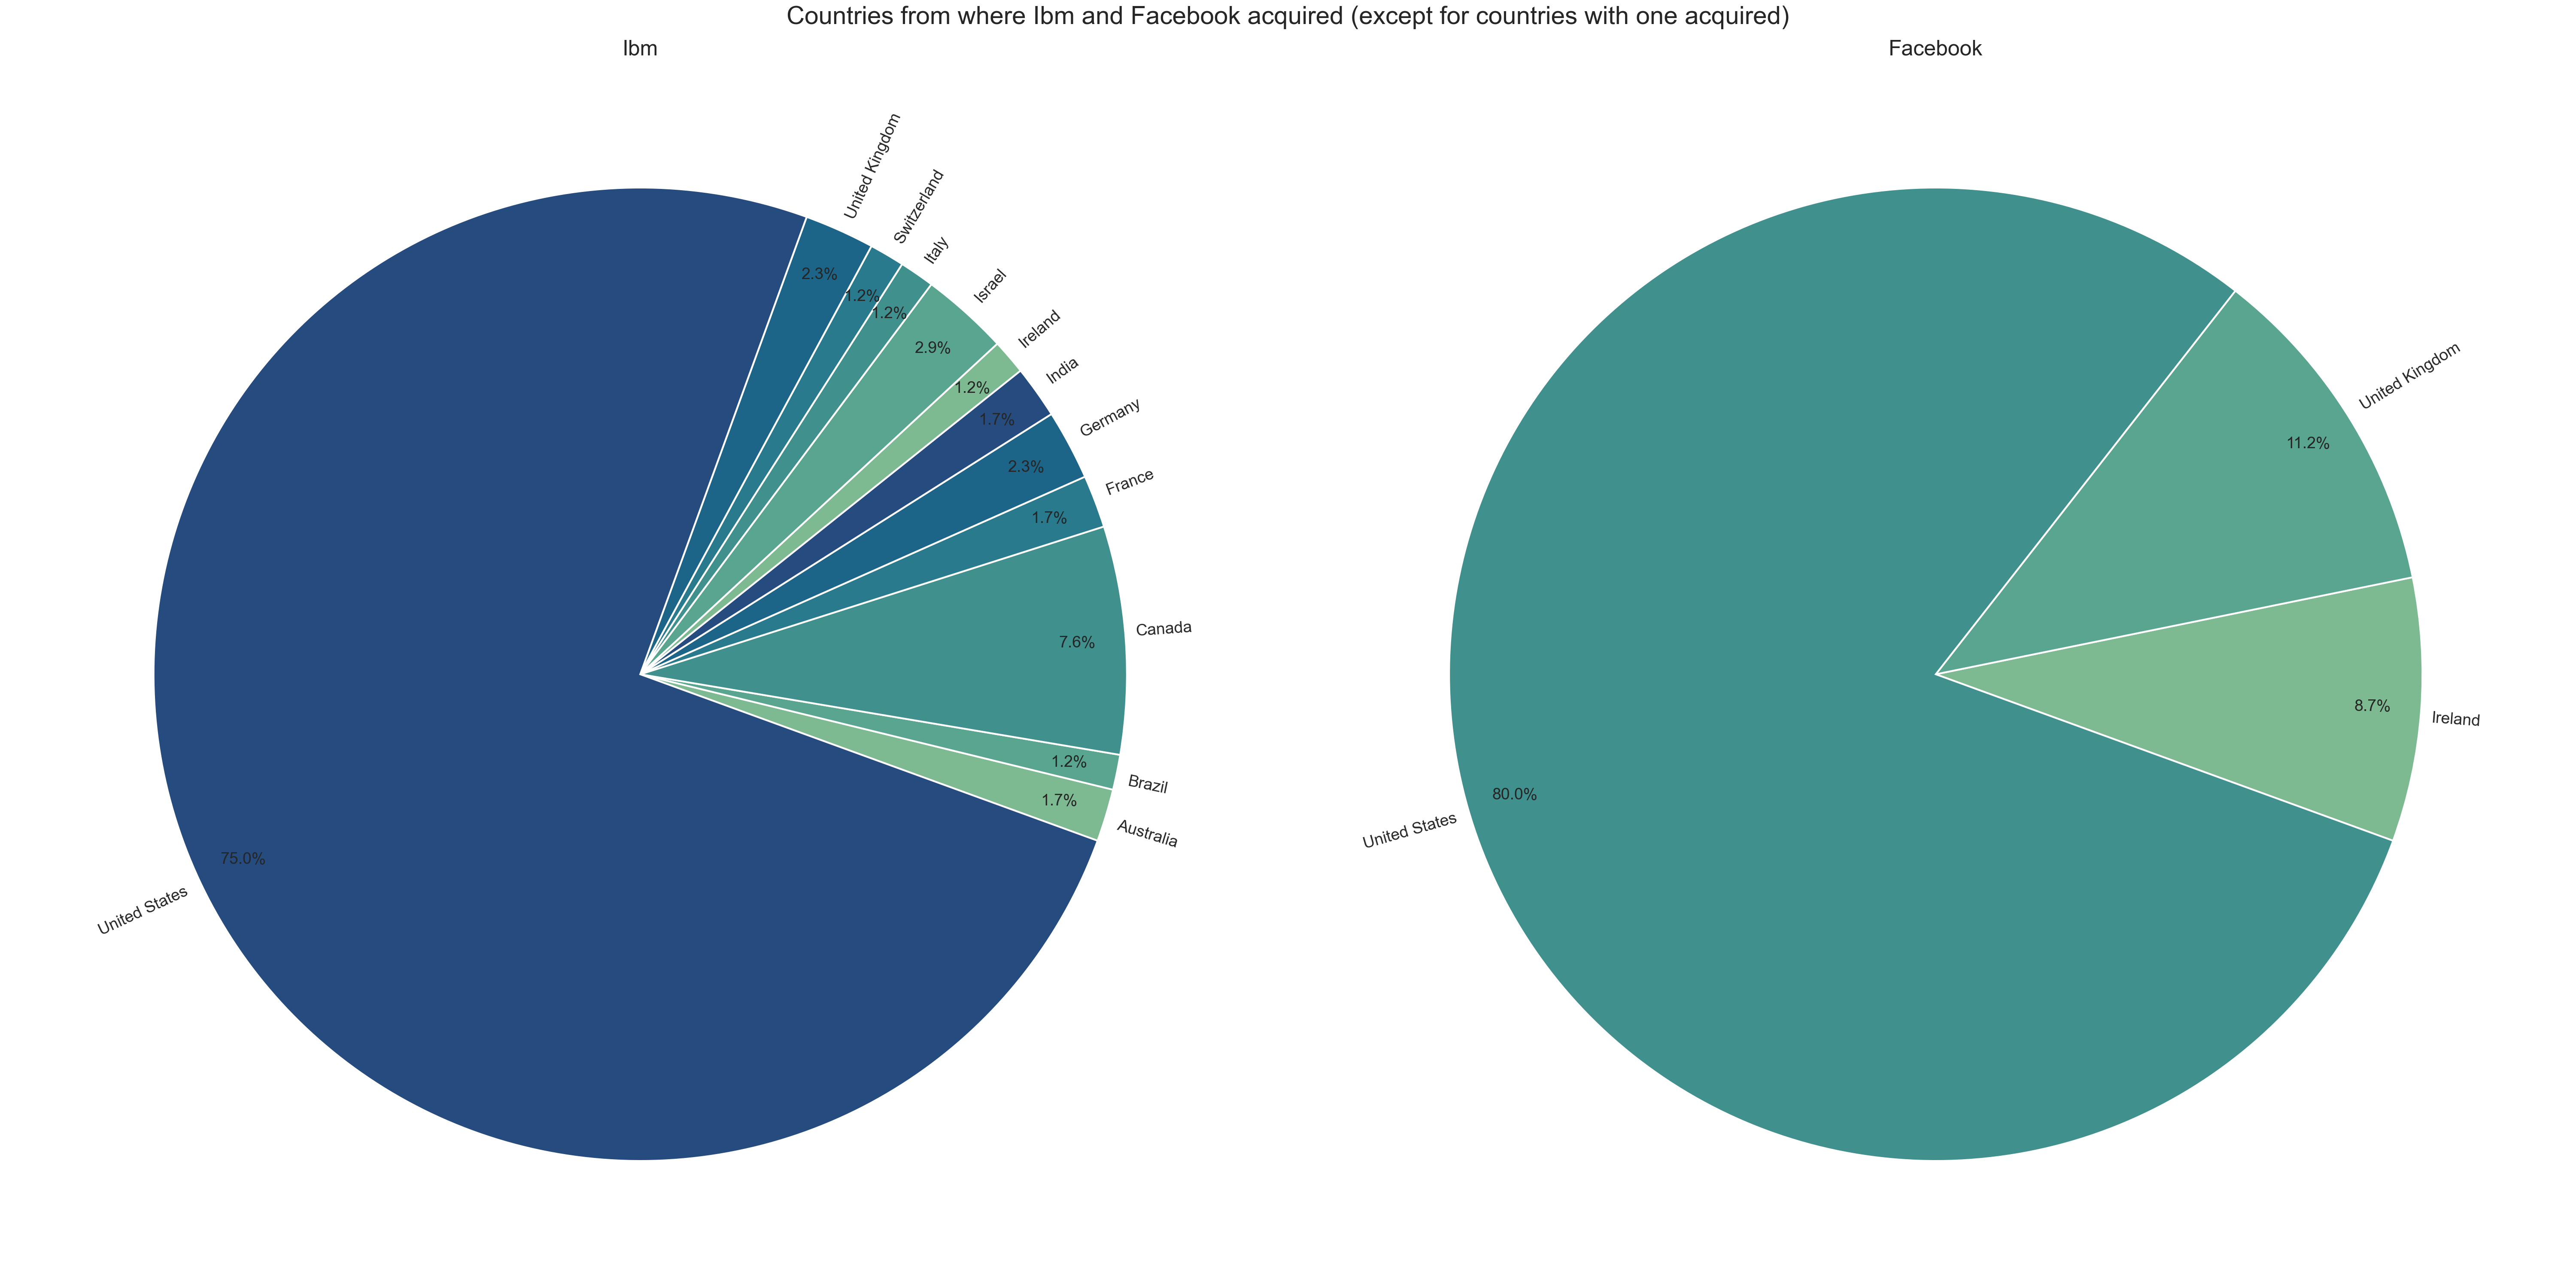 Countries from where Ibm and Facebook acquired (except for countries with one acquired)
Ibm
United Kingdom
2.3%
Switzerland
1.2%
Italy
1.2%
Israel
2.9%
Ireland
1.2%
India
1.7%
Germany
2.3%
France
1.7%
Canada
7.6%
Brazil
1.2%
Australia
1.7%
United States
75.0%
Facebook
United Kingdom
11.2%
Ireland
8.7%
United States
80.0%